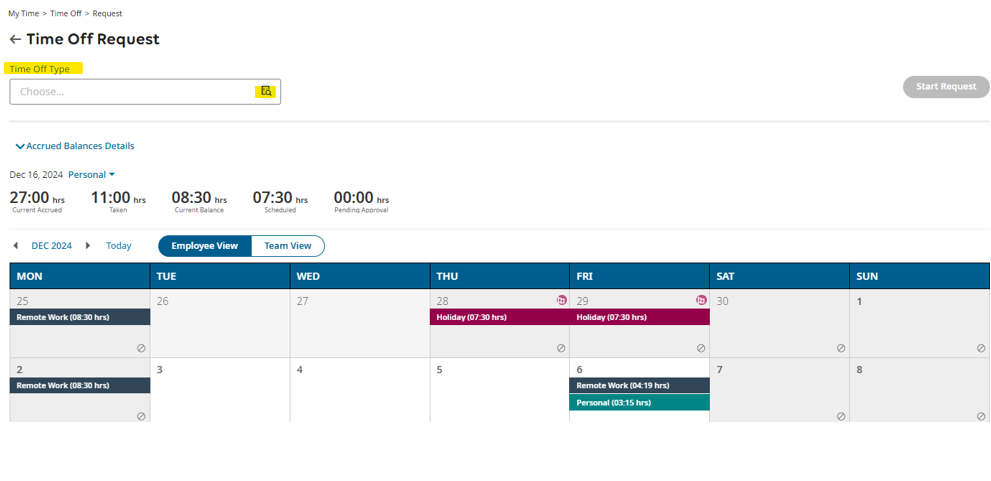 My Time > Time Off > Request
Time Off Request
Time Off Type
Choose...
Start Request
Accrued Balances Details
Dec 16, 2024 Personal
27:00 hrs 11:00 hrs 08:30 hrs 07:30 hrs 00:00 hrs
Current Accrued Taken Current Balance Scheduled Pending Approval
DEC 2024 Today Employee View Team View
MON TUE WED THU FRI SAT SUN
25 26 27 28 29 30 1
Remote Work (08:30 hrs) Holiday (07:30 hrs) Holiday (07:30 hrs)
2 3 4 5 6 7 8
Remote Work (08:30 hrs) Remote Work (04:19 hrs)
Personal (03:15 hrs)